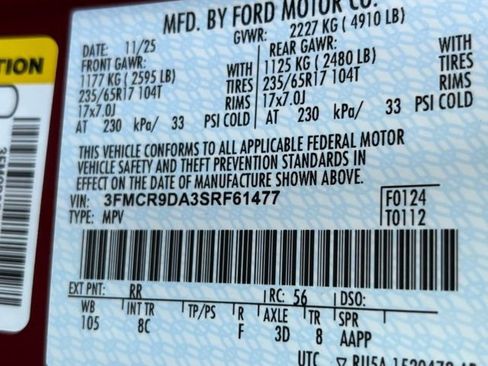 MFD. BY FORD MOTOR CO.
DATE: 11/25
GVWR: 2227 KG ( 4910 LB)
FRONT GAWR:
REAR GAWR:
1177 KG ( 2595 LB)
WITH
1125 KG ( 2480 LB)
WITH
235/65R17 104T
TIRES
235/65R17 104T
TIRES
17x7.0J
RIMS
17x7.0J
RIMS
AT 230 kPa/ 33 PSI COLD
AT 230 kPa/ 33 PSI COLD
THIS VEHICLE CONFORMS TO ALL APPLICABLE FEDERAL MOTOR
VEHICLE SAFETY AND THEFT PREVENTION STANDARDS IN
EFFECT ON THE DATE OF MANUFACTURE SHOWN ABOVE.
VIN: 3FMCR9DA3SRF61477
F0124
TYPE: MPV
T0112
EXT PNT: RR
RC: 56
DSO:
WB
INT TR
TP/PS
R
AXLE
TR
SPR
105
8C
F
3D
8
AAPP
UTC